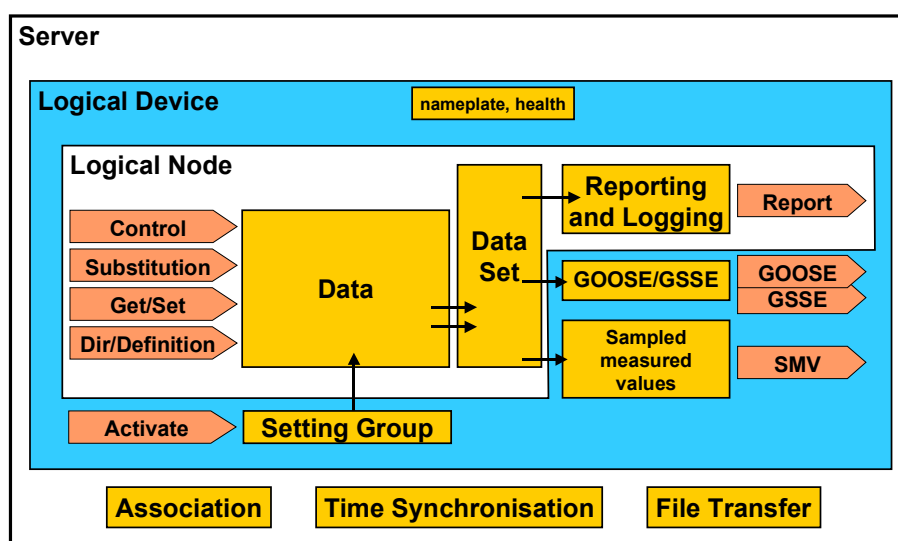 Server
Logical Device
nameplate, health
Logical Node
Control
Substitution
Get/Set
Dir/Definition
Data
Data
Set
Reporting
and Logging
Report
GOOSE/GSSE
GOOSE
GSSE
Sampled
measured
values
SMV
Activate
Setting Group
Association
Time Synchronisation
File Transfer